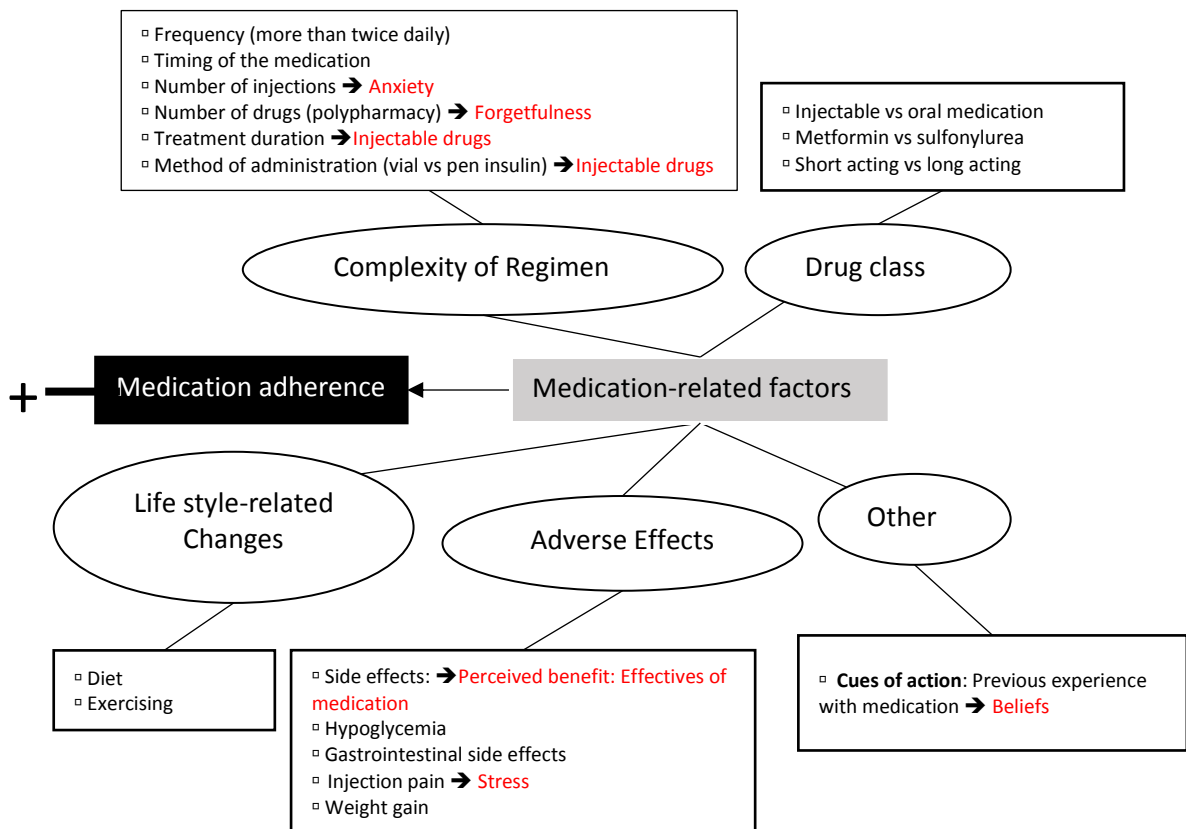 ▫ Frequency (more than twice daily)
▫ Timing of the medication
▫ Number of injections ➔ Anxiety
▫ Number of drugs (polypharmacy) ➔ Forgetfulness
▫ Treatment duration ➔Injectable drugs
▫ Method of administration (vial vs pen insulin) ➔Injectable drugs
▫ Injectable vs oral medication
▫ Metformin vs sulfonylurea
▫ Short acting vs long acting
Complexity of Regimen
Drug class
+
Medication adherence
Medication-related factors
Life style-related
Changes
Adverse Effects
Other
▫ Diet
▫ Exercising
▫ Side effects: ➔Perceived benefit: Effectives of
medication
▫ Hypoglycemia
▫ Gastrointestinal side effects
▫ Injection pain ➔ Stress
▫ Weight gain
▫ Cues of action: Previous experience
with medication ➔ Beliefs